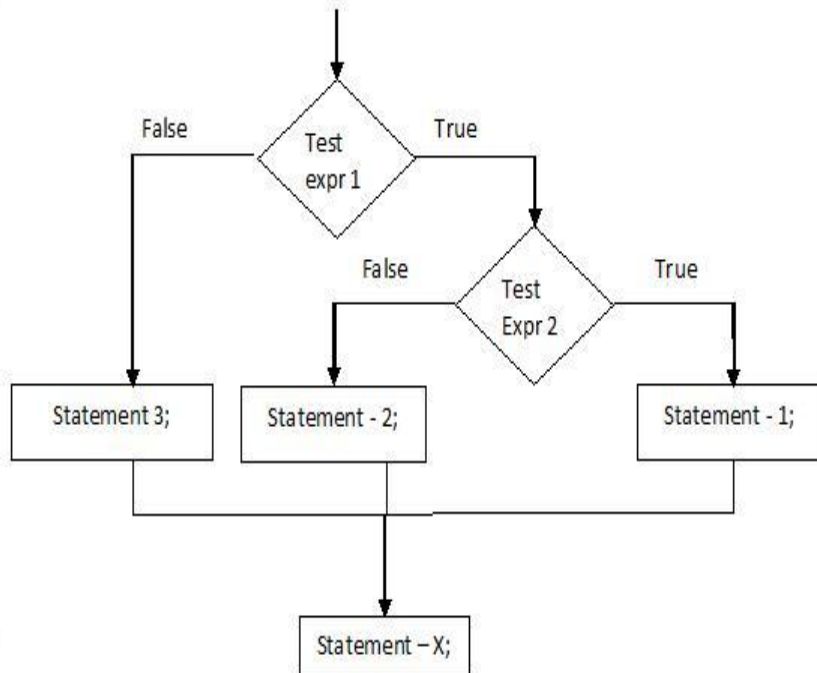 False
True
Test
expr 1
False
True
Test
Expr 2
Statement 3;
Statement - 2;
Statement - 1;
Statement – X;